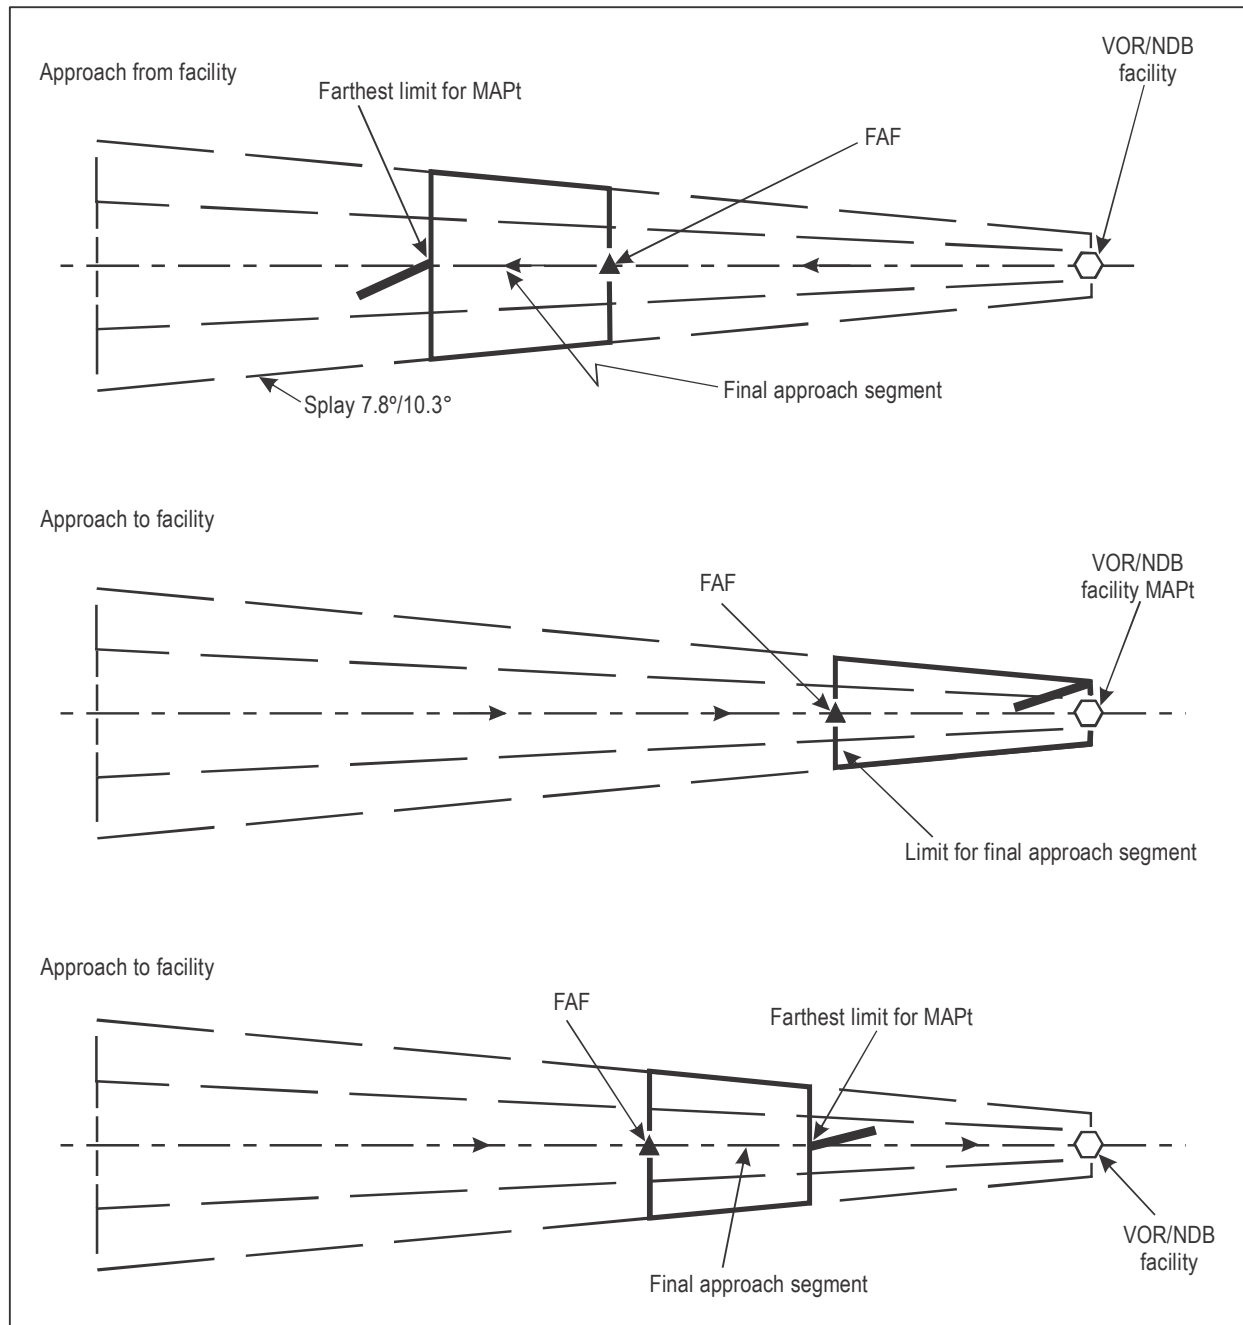 Approach from facility
VOR/NDB
facility
Farthest limit for MAPt
FAF
Final approach segment
Splay 7.8º/10.3°
Approach to facility
FAF
VOR/NDB
facility MAPt
Limit for final approach segment
Approach to facility
FAF
Farthest limit for MAPt
VOR/NDB
facility
Final approach segment